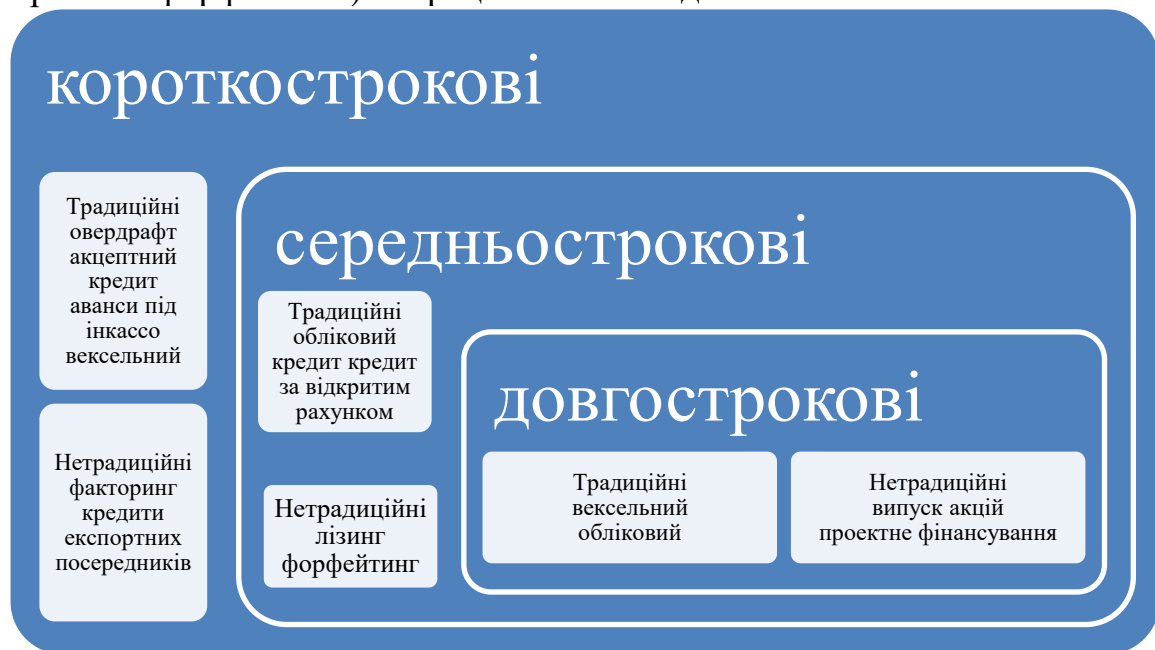 короткострокові
Традиційні
овердрафт
акцептний
кредит
аванси під
інкассо
вексельний
Нетрадиційні
факторинг
кредити
експортних
посередників
середньострокові
Традиційні
обліковий
кредит кредит
за відкритим
рахунком
Нетрадиційні
лізинг
форфейтинг
довгострокові
Традиційні
вексельний
обліковий
Нетрадиційні
випуск акцій
проектне фінансування